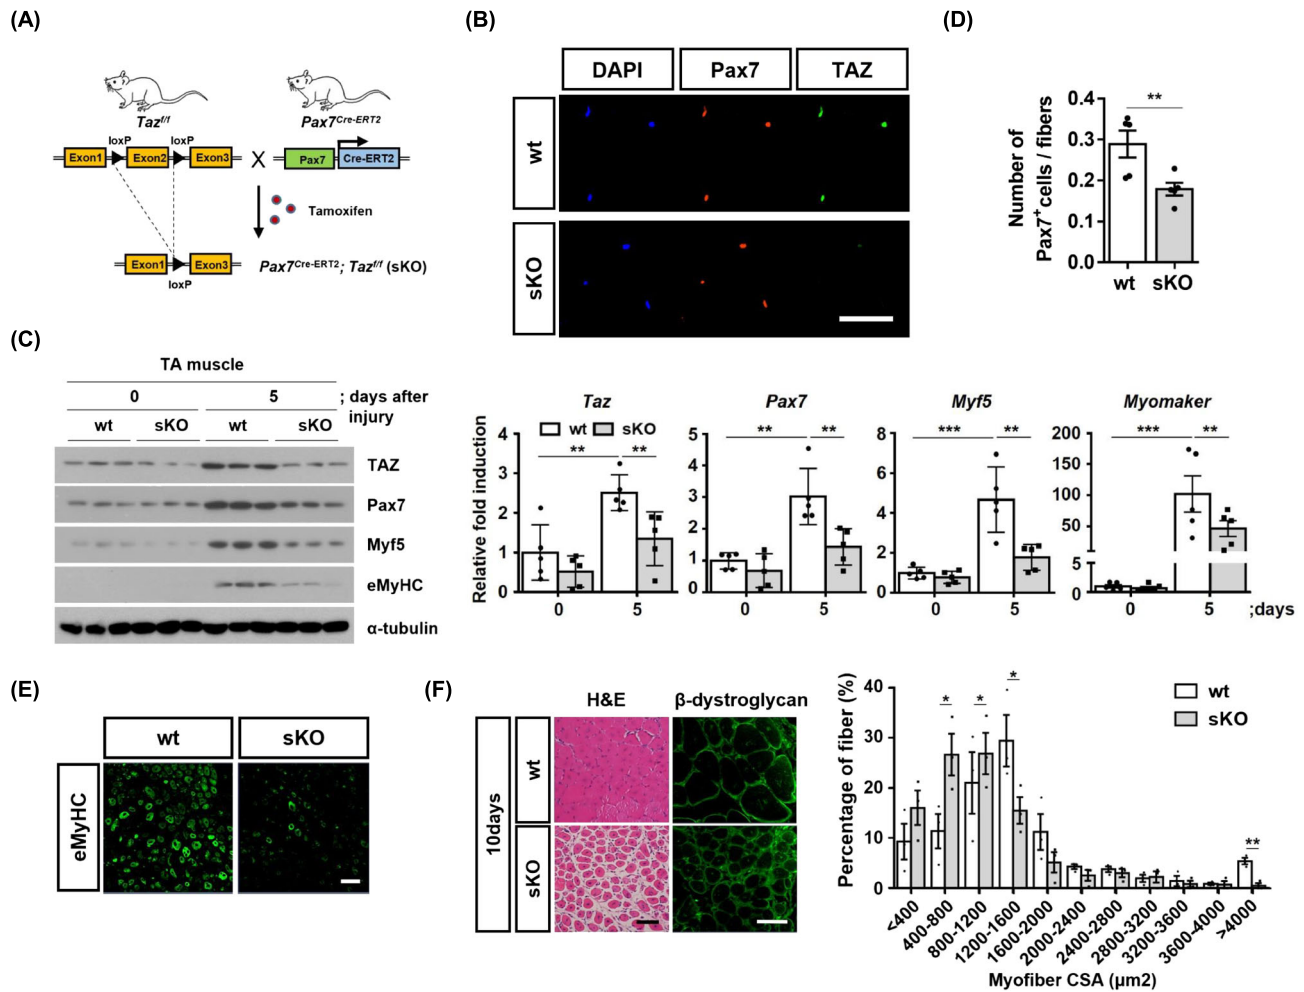 (A)
Taz^f/f
Pax7^Cre-ERT2
loxP
loxP
Exon1
Exon2
Exon3
X
Pax7
Cre-ERT2
Tamoxifen
Exon1
Exon3
loxP
Pax7^Cre-ERT2; Taz^f/f (sKO)
(B)
DAPI
Pax7
TAZ
wt
sKO
(D)
**
Number of
Pax7+ cells / fibers
0.4
0.3
0.2
0.1
0.0
wt
sKO
(C)
TA muscle
0
5
; days after
injury
wt
sKO
wt
sKO
TAZ
Pax7
Myf5
eMyHC
α-tubulin
Relative fold induction
Taz
wt
sKO
**
**
4
3
2
1
0
0
5
Pax7
**
**
5
4
3
2
1
0
0
5
Myf5
***
**
8
6
4
2
0
0
5
Myomaker
***
**
200
150
100
50
5
0
0
5
;days
(E)
wt
sKO
eMyHC
(F)
H&E
β-dystroglycan
10days
wt
sKO
Percentage of fiber (%)
40
30
20
10
0
wt
sKO
*
*
*
**
<400
400-800
800-1200
1200-1600
1600-2000
2000-2400
2400-2800
2800-3200
3200-3600
3600-4000
>4000
Myofiber CSA (μm2)